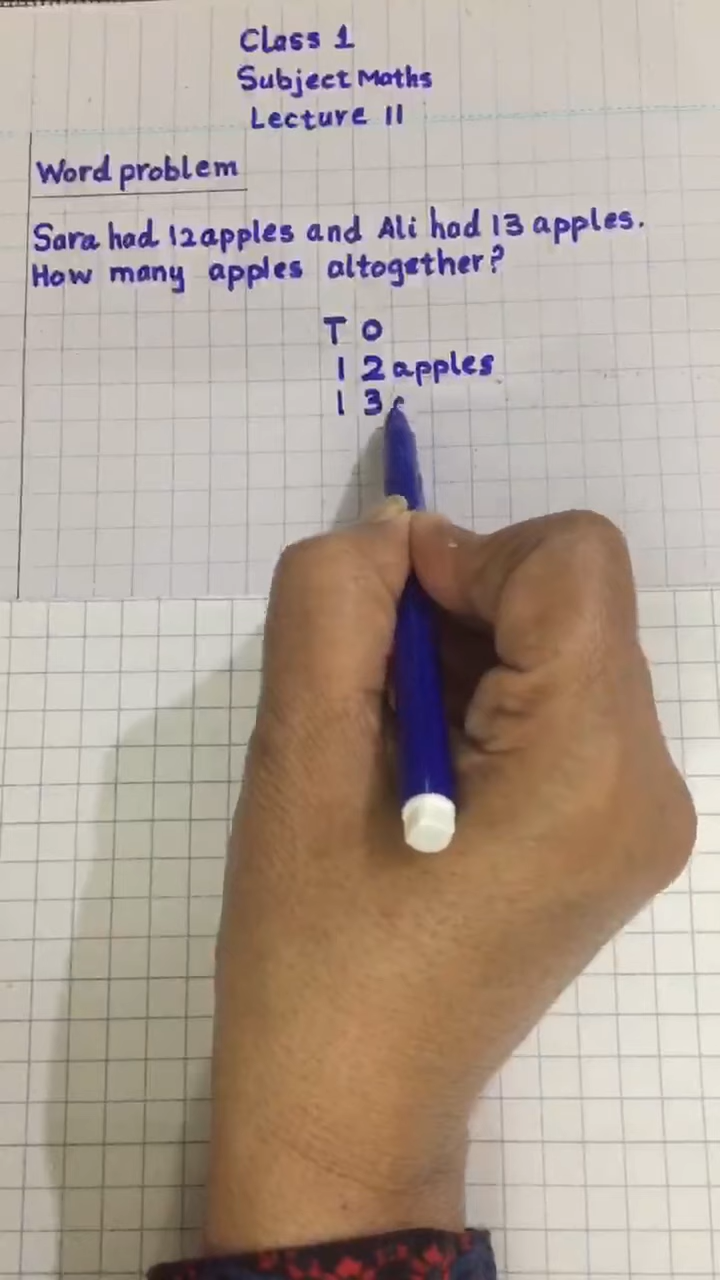 Class 1
Subject Maths
Lecture 11
Word problem
Sara had 12 apples and Ali had 13 apples.
How many apples altogether?
T O
1 2 apples
1 3